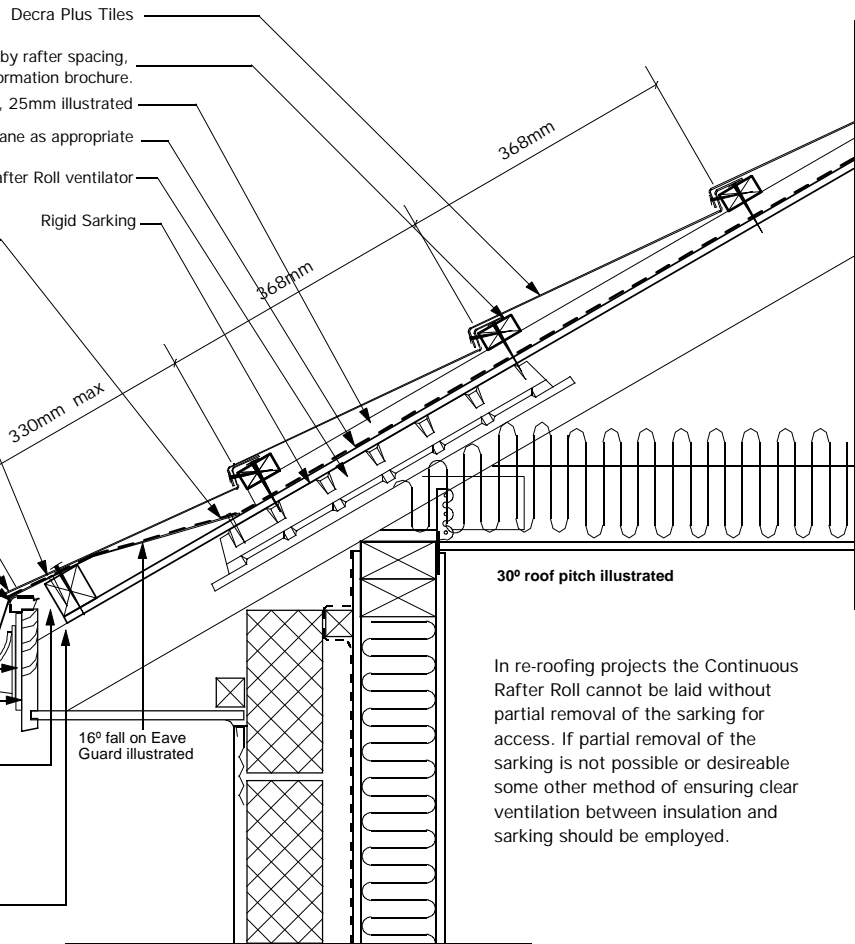 Decra Plus Tiles
by rafter spacing,
ormation brochure.
, 25mm illustrated
ane as appropriate
after Roll ventilator
Rigid Sarking
368mm
368mm
330mm max
30º roof pitch illustrated
16º fall on Eave
Guard illustrated
In re-roofing projects the Continuous
Rafter Roll cannot be laid without
partial removal of the sarking for
access. If partial removal of the
sarking is not possible or desireable
some other method of ensuring clear
ventilation between insulation and
sarking should be employed.